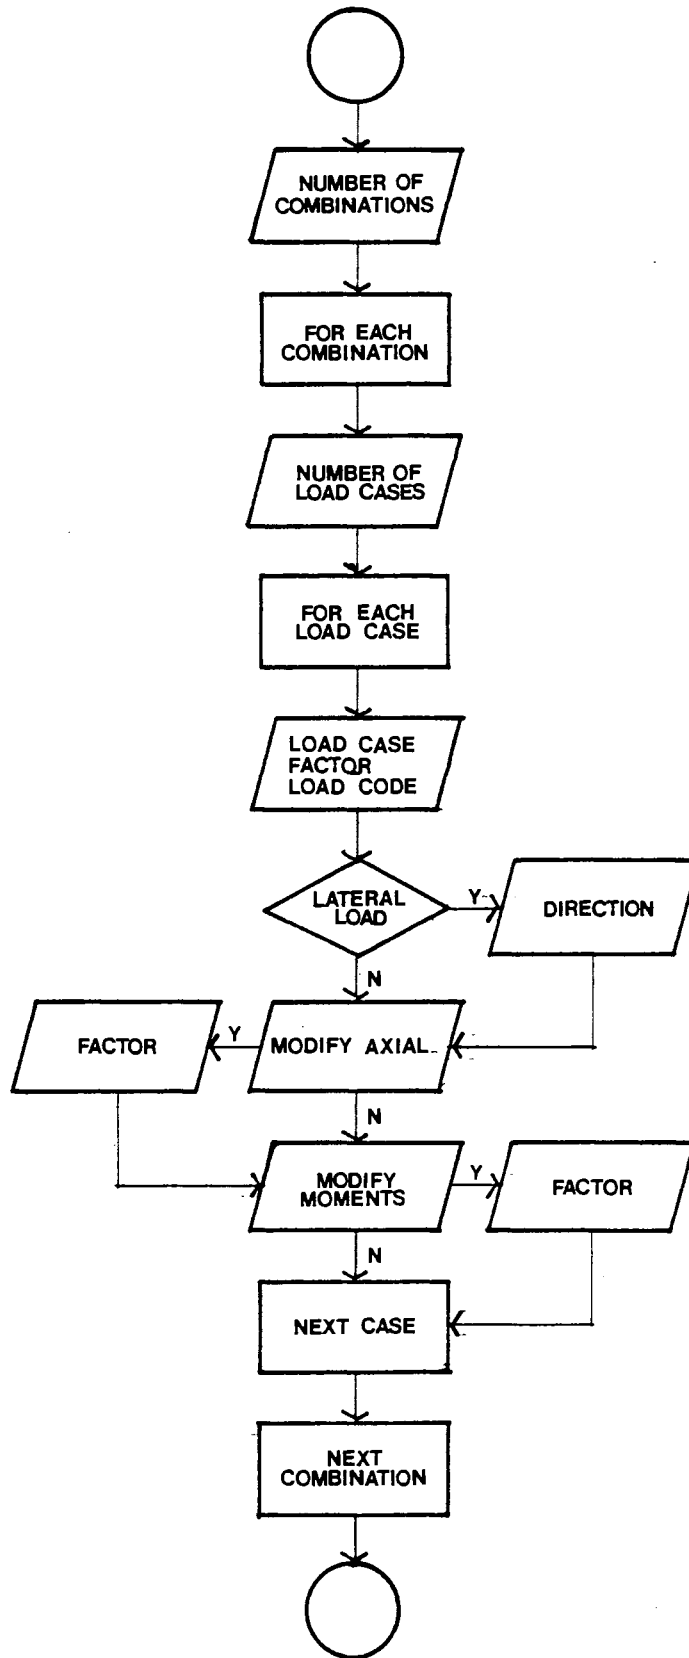 NUMBER OF
COMBINATIONS
FOR EACH
COMBINATION
NUMBER OF
LOAD CASES
FOR EACH
LOAD CASE
LOAD CASE
FACTOR
LOAD CODE
LATERAL
LOAD
Y
DIRECTION
N
FACTOR
Y
MODIFY AXIAL
N
MODIFY
MOMENTS
Y
FACTOR
N
NEXT CASE
NEXT
COMBINATION